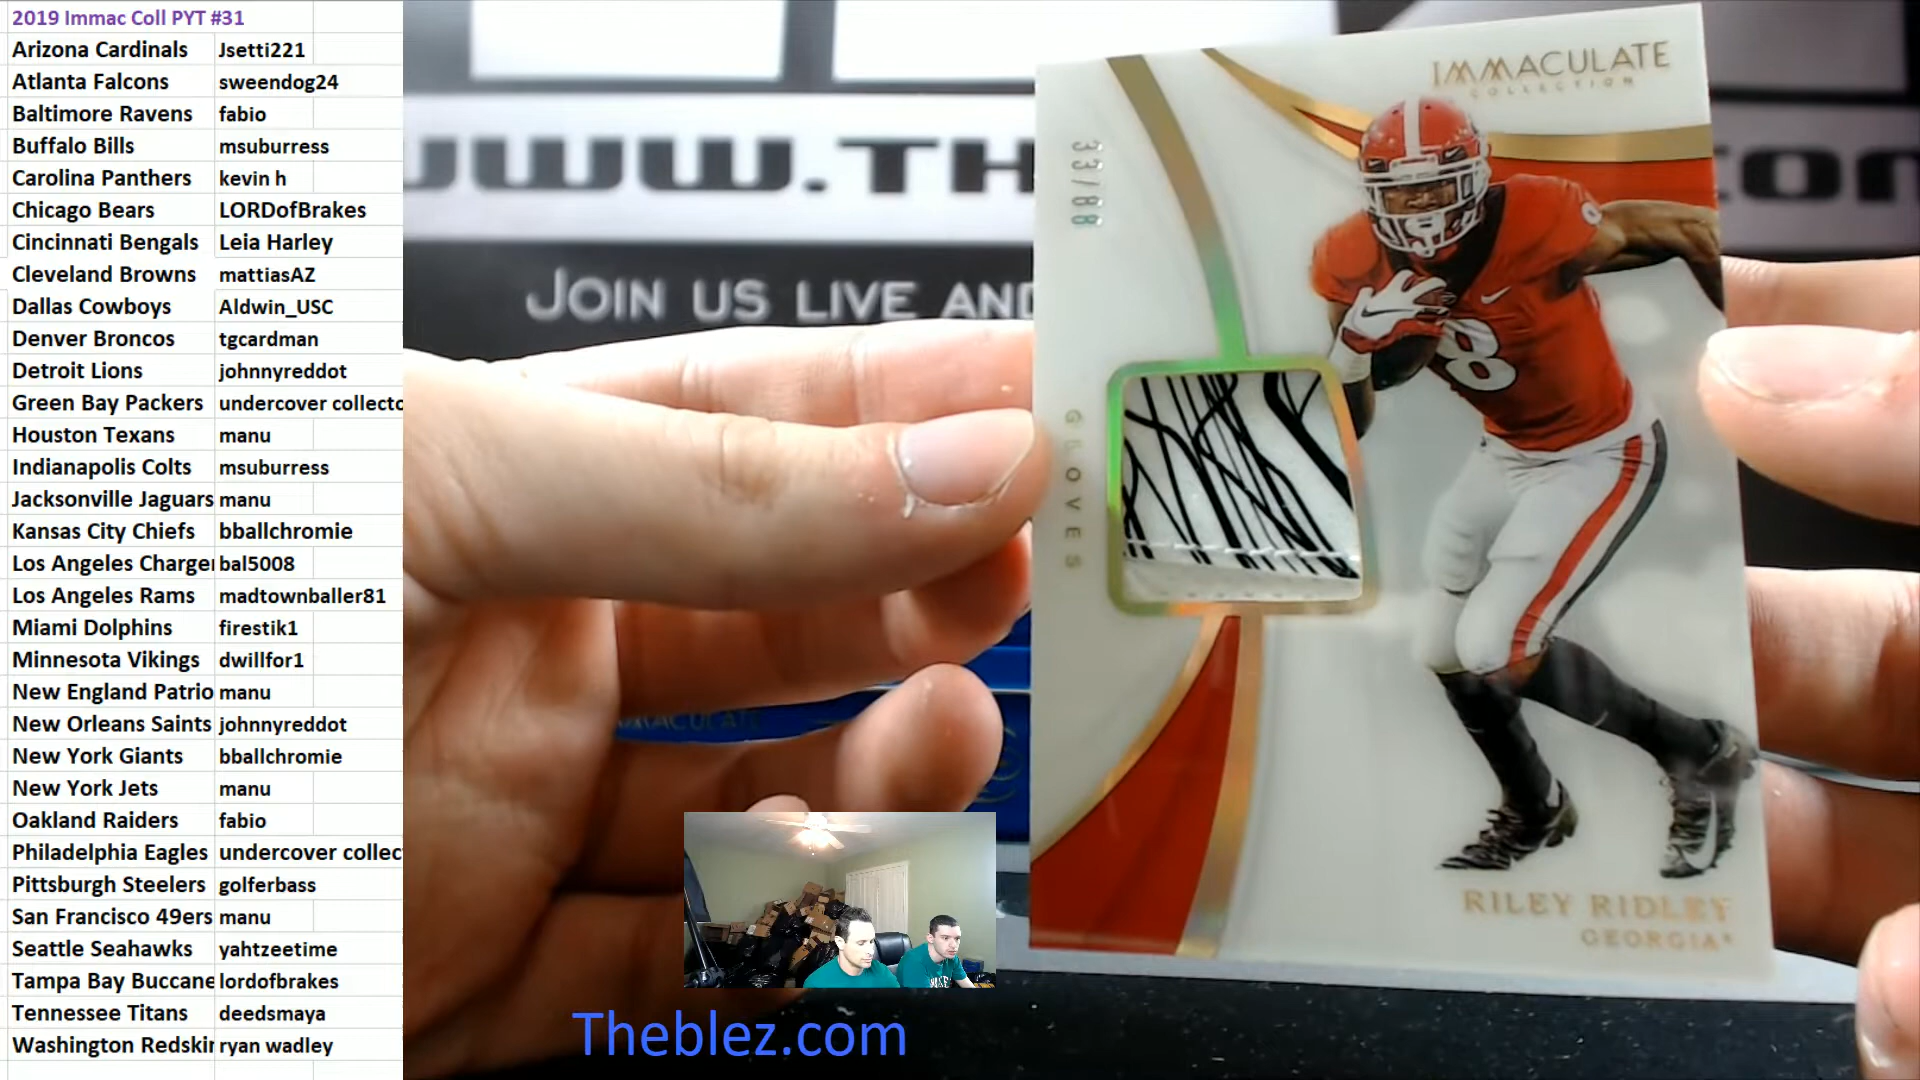 2019 Immac Coll PYT #31
Arizona Cardinals Jsetti221
Atlanta Falcons sweendog24
Baltimore Ravens fabio
Buffalo Bills msuburress
Carolina Panthers kevin h
Chicago Bears LORDofBrakes
Cincinnati Bengals Leia Harley
Cleveland Browns mattiasAZ
Dallas Cowboys Aldwin_USC
Denver Broncos tgcardman
Detroit Lions johnnyreddot
Green Bay Packers undercover collecto
Houston Texans manu
Indianapolis Colts msuburress
Jacksonville Jaguars manu
Kansas City Chiefs bballchromie
Los Angeles Charger bal5008
Los Angeles Rams madtownballer81
Miami Dolphins firestik1
Minnesota Vikings dwillfor1
New England Patrio manu
New Orleans Saints johnnyreddot
New York Giants bballchromie
New York Jets manu
Oakland Raiders fabio
Philadelphia Eagles undercover collec
Pittsburgh Steelers golferbass
San Francisco 49ers manu
Seattle Seahawks yahtzeetime
Tampa Bay Buccane lordofbrakes
Tennessee Titans deedsmaya
Washington Redskin ryan wadley
WWW.TH
om
JOIN US LIVE AND
IMMACULATE
COLLECTION
33/88
8
GLOVES
RILEY RIDLEY
GEORGIA
IMMACULATE
Theblez.com